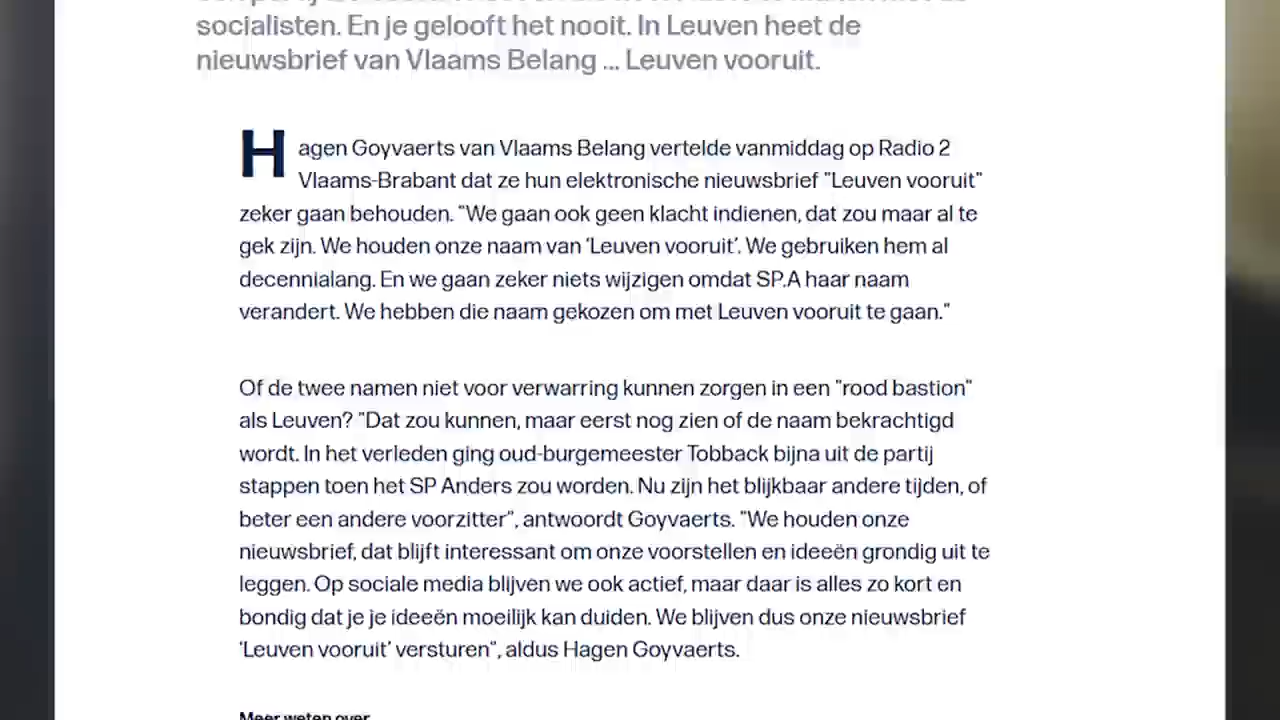 socialisten. En je gelooft het nooit. In Leuven heet de
nieuwsbrief van Vlaams Belang ... Leuven vooruit.
Hagen Goyvaerts van Vlaams Belang vertelde vanmiddag op Radio 2
Vlaams-Brabant dat ze hun elektronische nieuwsbrief "Leuven vooruit"
zeker gaan behouden. "We gaan ook geen klacht indienen, dat zou maar al te
gek zijn. We houden onze naam van 'Leuven vooruit'. We gebruiken hem al
decennialang. En we gaan zeker niets wijzigen omdat SP.A haar naam
verandert. We hebben die naam gekozen om met Leuven vooruit te gaan."
Of de twee namen niet voor verwarring kunnen zorgen in een "rood bastion"
als Leuven? "Dat zou kunnen, maar eerst nog zien of de naam bekrachtigd
wordt. In het verleden ging oud-burgemeester Tobback bijna uit de partij
stappen toen het SP Anders zou worden. Nu zijn het blijkbaar andere tijden, of
beter een andere voorzitter", antwoordt Goyvaerts. "We houden onze
nieuwsbrief, dat blijft interessant om onze voorstellen en ideeën grondig uit te
leggen. Op sociale media blijven we ook actief, maar daar is alles zo kort en
bondig dat je je ideeën moeilijk kan duiden. We blijven dus onze nieuwsbrief
'Leuven vooruit' versturen", aldus Hagen Goyvaerts.
Meer weten over